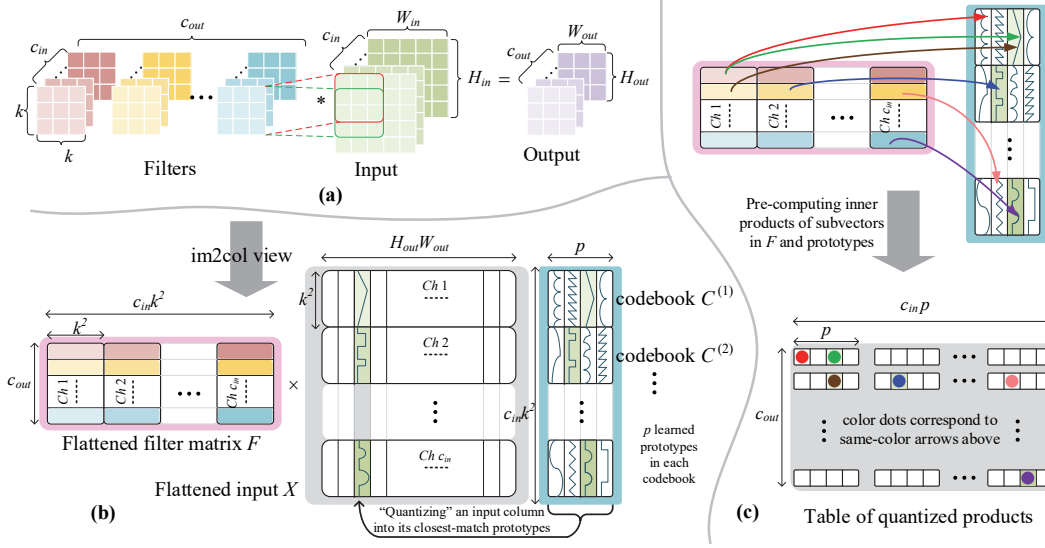 c_out
c_in
k
k
Filters
*
W_in
c_in
H_in
=
Input
W_out
c_out
H_out
Output
(a)
im2col view
c_in k²
k²
c_out
Ch 1
Ch 2
Ch c_in
Flattened filter matrix F
×
H_out W_out
k²
Ch 1
Ch 2
Ch c_in
Flattened input X
p
c_in k²
codebook C⁽¹⁾
codebook C⁽²⁾
p learned
prototypes
in each
codebook
“Quantizing” an input column
into its closest-match prototypes
(b)
Ch 1
Ch 2
Ch c_in
Pre-computing inner
products of subvectors
in F and prototypes
c_in p
p
c_out
color dots correspond to
same-color arrows above
(c)
Table of quantized products